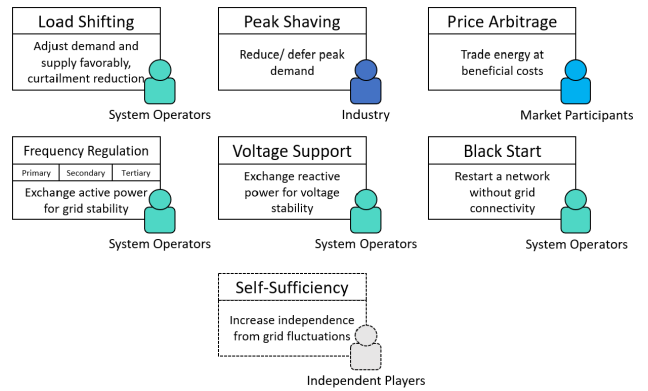 Load Shifting
Adjust demand and
supply favorably,
curtailment reduction
System Operators
Peak Shaving
Reduce/ defer peak
demand
Industry
Price Arbitrage
Trade energy at
beneficial costs
Market Participants
Frequency Regulation
Primary Secondary Tertiary
Exchange active power
for grid stability
System Operators
Voltage Support
Exchange reactive
power for voltage
stability
System Operators
Black Start
Restart a network
without grid
connectivity
System Operators
Self-Sufficiency
Increase independence
from grid fluctuations
Independent Players